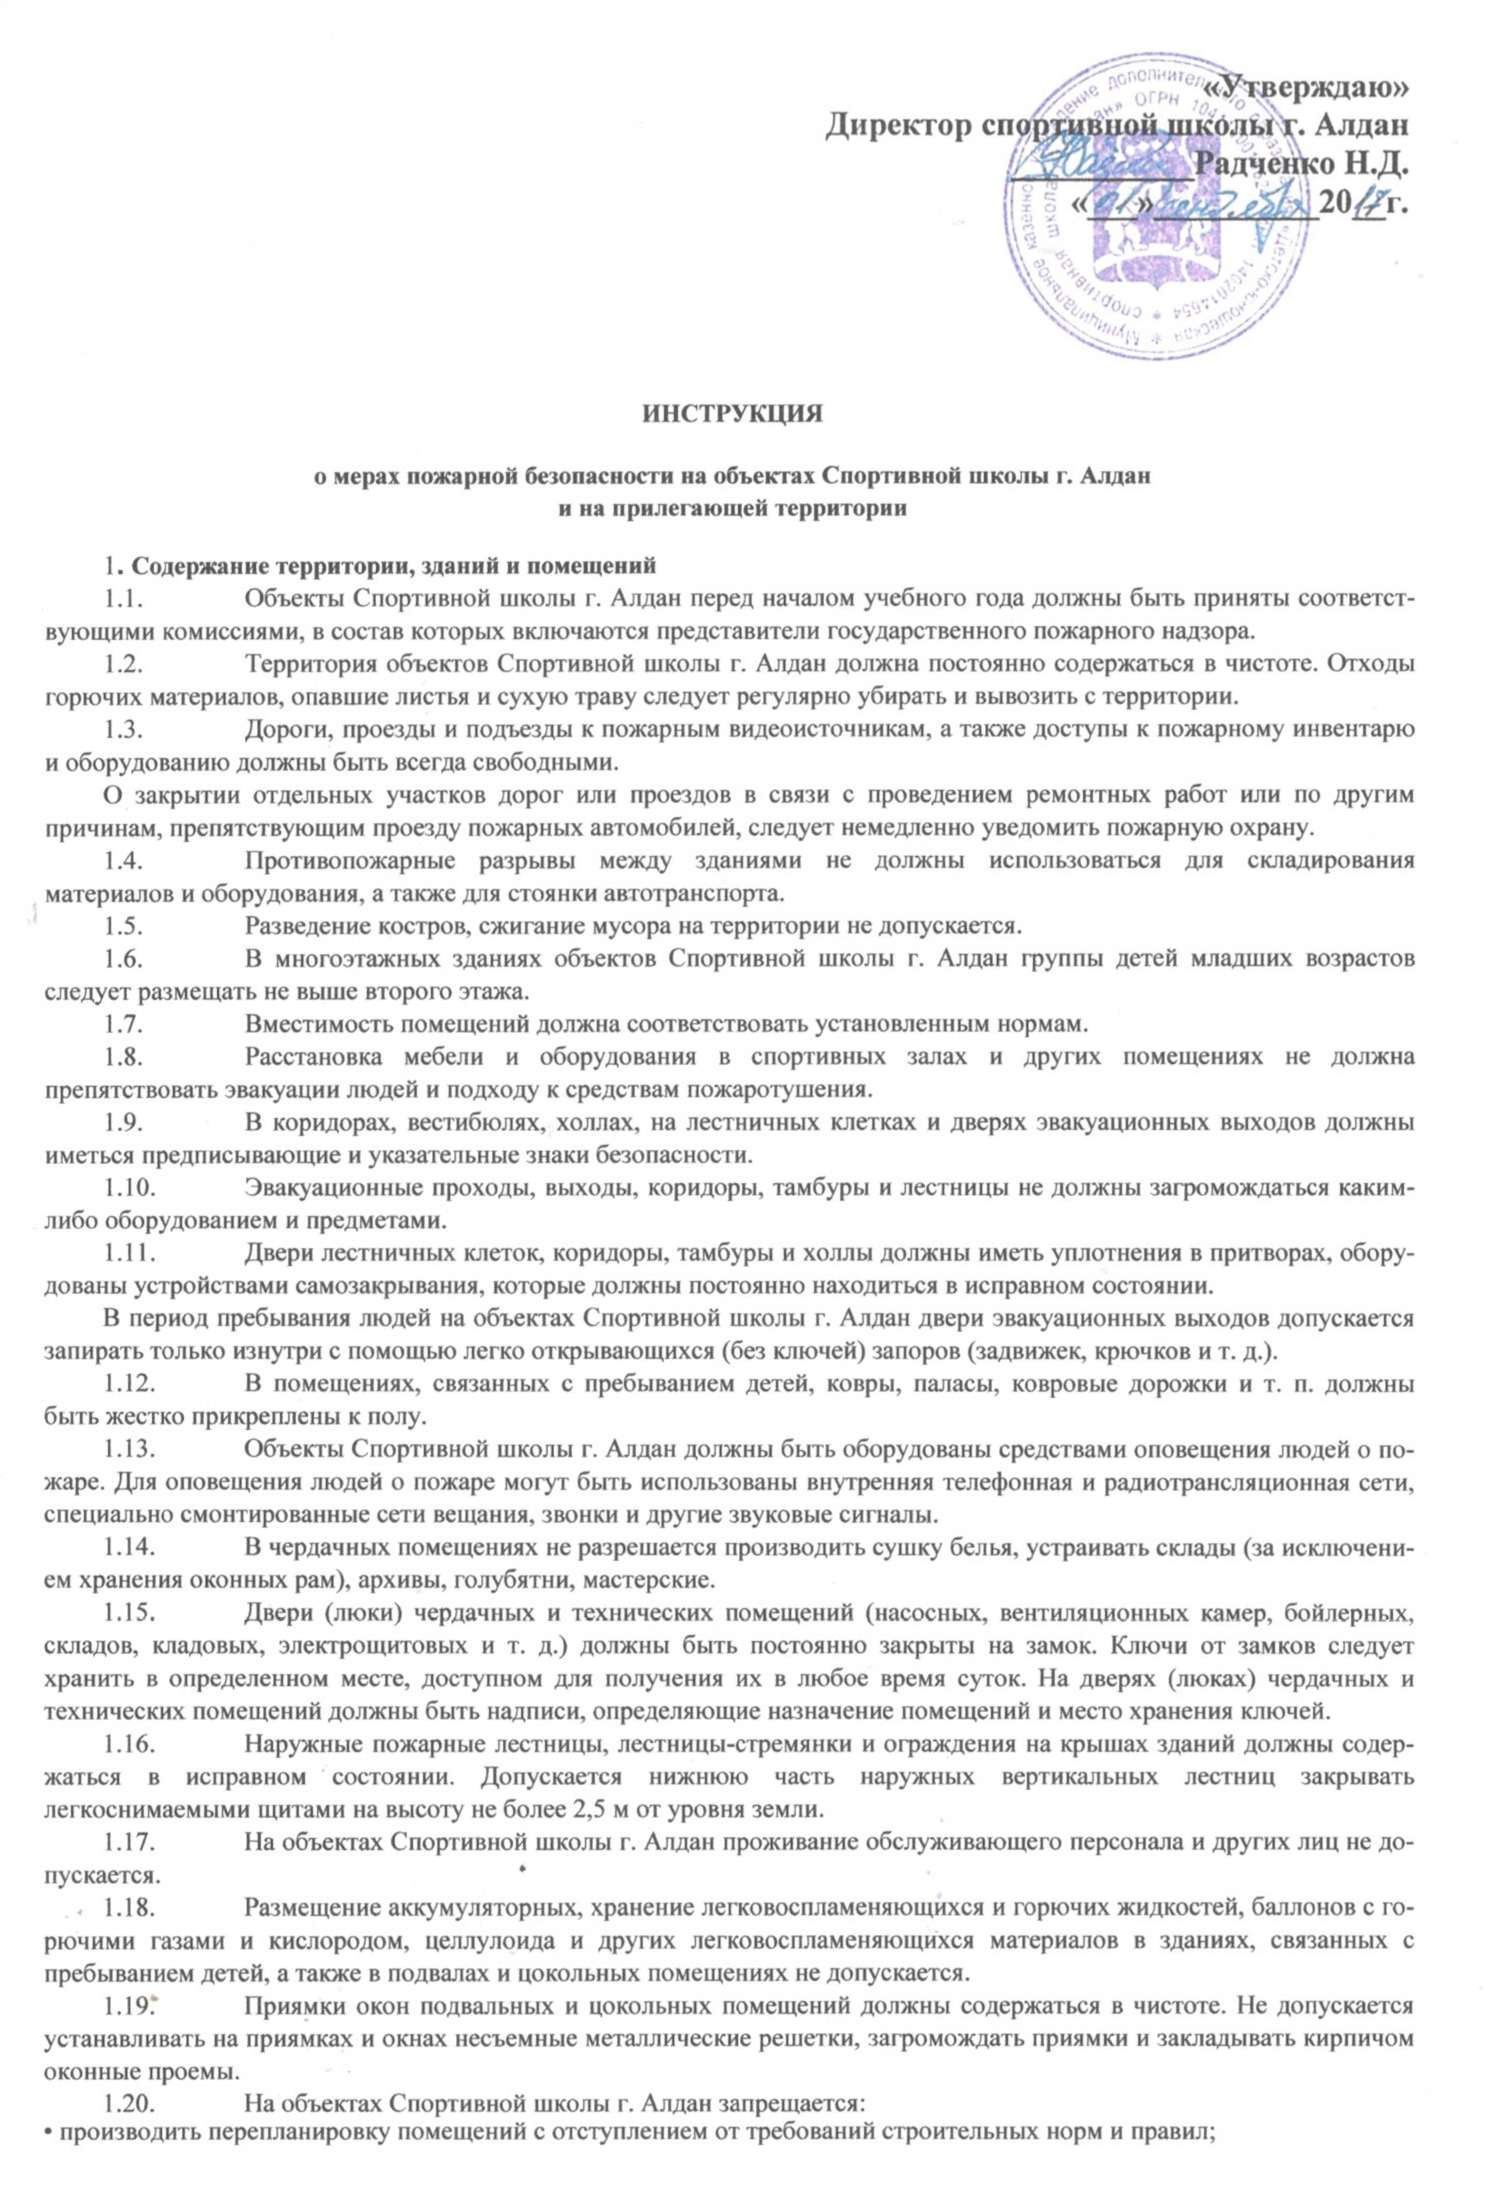 «Утверждаю»
Директор спортивной школы г. Алдан
Радченко Н.Д.
«01» сентября 2017 г.
ИНСТРУКЦИЯ
о мерах пожарной безопасности на объектах Спортивной школы г. Алдан
и на прилегающей территории
1. Содержание территории, зданий и помещений
1.1. Объекты Спортивной школы г. Алдан перед началом учебного года должны быть приняты соответст-
вующими комиссиями, в состав которых включаются представители государственного пожарного надзора.
1.2. Территория объектов Спортивной школы г. Алдан должна постоянно содержаться в чистоте. Отходы
горючих материалов, опавшие листья и сухую траву следует регулярно убирать и вывозить с территории.
1.3. Дороги, проезды и подъезды к пожарным видеоисточникам, а также доступы к пожарному инвентарю
и оборудованию должны быть всегда свободными.
О закрытии отдельных участков дорог или проездов в связи с проведением ремонтных работ или по другим
причинам, препятствующим проезду пожарных автомобилей, следует немедленно уведомить пожарную охрану.
1.4. Противопожарные разрывы между зданиями не должны использоваться для складирования
материалов и оборудования, а также для стоянки автотранспорта.
1.5. Разведение костров, сжигание мусора на территории не допускается.
1.6. В многоэтажных зданиях объектов Спортивной школы г. Алдан группы детей младших возрастов
следует размещать не выше второго этажа.
1.7. Вместимость помещений должна соответствовать установленным нормам.
1.8. Расстановка мебели и оборудования в спортивных залах и других помещениях не должна
препятствовать эвакуации людей и подходу к средствам пожаротушения.
1.9. В коридорах, вестибюлях, холлах, на лестничных клетках и дверях эвакуационных выходов должны
иметься предписывающие и указательные знаки безопасности.
1.10. Эвакуационные проходы, выходы, коридоры, тамбуры и лестницы не должны загромождаться каким-
либо оборудованием и предметами.
1.11. Двери лестничных клеток, коридоры, тамбуры и холлы должны иметь уплотнения в притворах, обору-
дованы устройствами самозакрывания, которые должны постоянно находиться в исправном состоянии.
В период пребывания людей на объектах Спортивной школы г. Алдан двери эвакуационных выходов допускается
запирать только изнутри с помощью легко открывающихся (без ключей) запоров (задвижек, крючков и т. д.).
1.12. В помещениях, связанных с пребыванием детей, ковры, паласы, ковровые дорожки и т. п. должны
быть жестко прикреплены к полу.
1.13. Объекты Спортивной школы г. Алдан должны быть оборудованы средствами оповещения людей о по-
жаре. Для оповещения людей о пожаре могут быть использованы внутренняя телефонная и радиотрансляционная сети,
специально смонтированные сети вещания, звонки и другие звуковые сигналы.
1.14. В чердачных помещениях не разрешается производить сушку белья, устраивать склады (за исключени-
ем хранения оконных рам), архивы, голубятни, мастерские.
1.15. Двери (люки) чердачных и технических помещений (насосных, вентиляционных камер, бойлерных,
складов, кладовых, электрощитовых и т. д.) должны быть постоянно закрыты на замок. Ключи от замков следует
хранить в определенном месте, доступном для получения их в любое время суток. На дверях (люках) чердачных и
технических помещений должны быть надписи, определяющие назначение помещений и место хранения ключей.
1.16. Наружные пожарные лестницы, лестницы-стремянки и ограждения на крышах зданий должны содер-
жаться в исправном состоянии. Допускается нижнюю часть наружных вертикальных лестниц закрывать
легкоснимаемыми щитами на высоту не более 2,5 м от уровня земли.
1.17. На объектах Спортивной школы г. Алдан проживание обслуживающего персонала и других лиц не до-
пускается.
1.18. Размещение аккумуляторных, хранение легковоспламеняющихся и горючих жидкостей, баллонов с го-
рючими газами и кислородом, целлулоида и других легковоспламеняющихся материалов в зданиях, связанных с
пребыванием детей, а также в подвалах и цокольных помещениях не допускается.
1.19. Приямки окон подвальных и цокольных помещений должны содержаться в чистоте. Не допускается
устанавливать на приямках и окнах несъемные металлические решетки, загромождать приямки и закладывать кирпичом
оконные проемы.
1.20. На объектах Спортивной школы г. Алдан запрещается:
• производить перепланировку помещений с отступлением от требований строительных норм и правил;